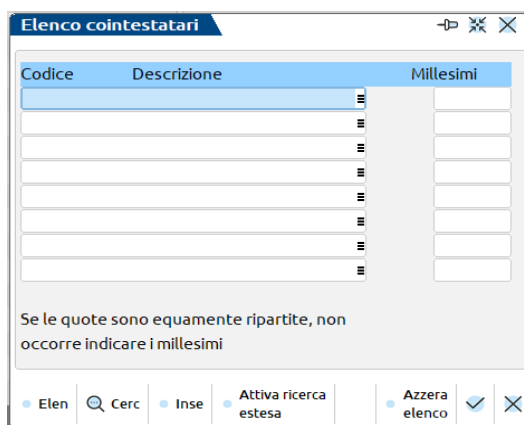 Elenco cointestatari
Codice Descrizione Millesimi
Se le quote sono equamente ripartite, non
occorre indicare i millesimi
Elen Cerc Inse Attiva ricerca estesa Azzera elenco